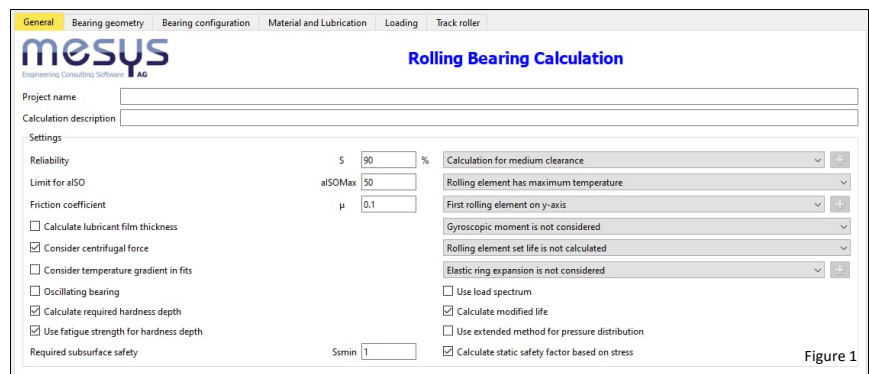 General Bearing geometry Bearing configuration Material and Lubrication Loading Track roller
mesys
Engineering Consulting Software AG
Rolling Bearing Calculation
Project name
Calculation description
Settings
Reliability S 90 % Calculation for medium clearance
Limit for aISO aISOMax 50 Rolling element has maximum temperature
Friction coefficient μ 0.1 First rolling element on y-axis
Calculate lubricant film thickness Gyroscopic moment is not considered
Consider centrifugal force Rolling element set life is not calculated
Consider temperature gradient in fits Elastic ring expansion is not considered
Oscillating bearing Use load spectrum
Calculate required hardness depth Calculate modified life
Use fatigue strength for hardness depth Use extended method for pressure distribution
Required subsurface safety Ssmin 1 Calculate static safety factor based on stress
Figure 1